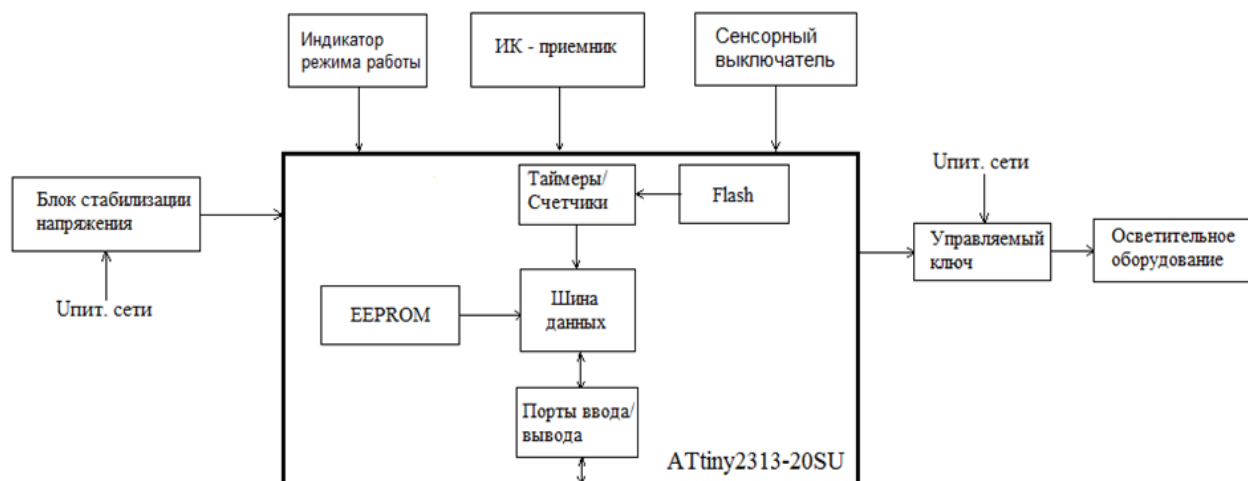 Индикатор
режима работы
ИК - приемник
Сенсорный
выключатель
Блок стабилизации
напряжения
Uпит. сети
Таймеры/
Счетчики
Flash
EEPROM
Шина
данных
Порты ввода/
вывода
ATtiny2313-20SU
Uпит. сети
Управляемый
ключ
Осветительное
оборудование